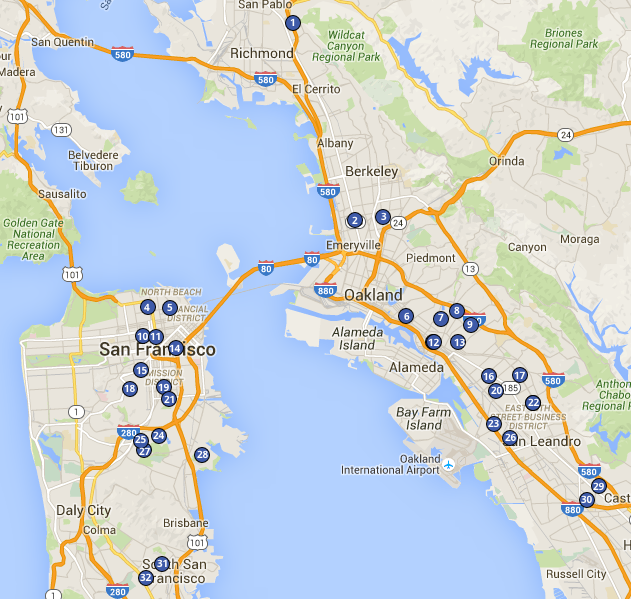 San Pablo
1
San Quentin
580
Richmond
Wildcat
Canyon
Regional Park
Briones
Regional Park
Madera
580
El Cerrito
101
131
Albany
24
Belvedere
Tiburon
Orinda
Berkeley
Sausalito
580
Golden Gate
National
Recreation
Area
2
3
24
Emeryville
Moraga
Canyon
80
80
Piedmont
13
101
880
NORTH BEACH
Oakland
4
5
FINANCIAL
DISTRICT
6
7
8
9
10
11
Alameda
Island
12
13
14
San Francisco
15
MISSION
DISTRICT
Alameda
16
17
18
19
20
185
580
21
22
1
Bay Farm
Island
EAST 14TH
STREET BUSINESS
DISTRICT
23
280
24
25
26
San Leandro
27
28
Oakland
International Airport
580
29
30
880
Daly City
Colma
Brisbane
101
31
South San
Francisco
32
280
1
Russell City